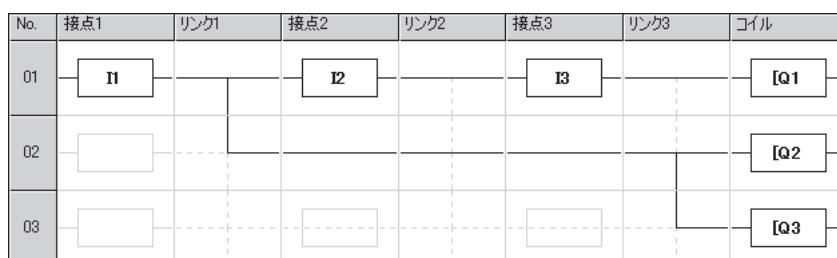 No. 接点1 リンク1 接点2 リンク2 接点3 リンク3 コイル
01 I1 I2 I3 [Q1
02 [Q2
03 [Q3